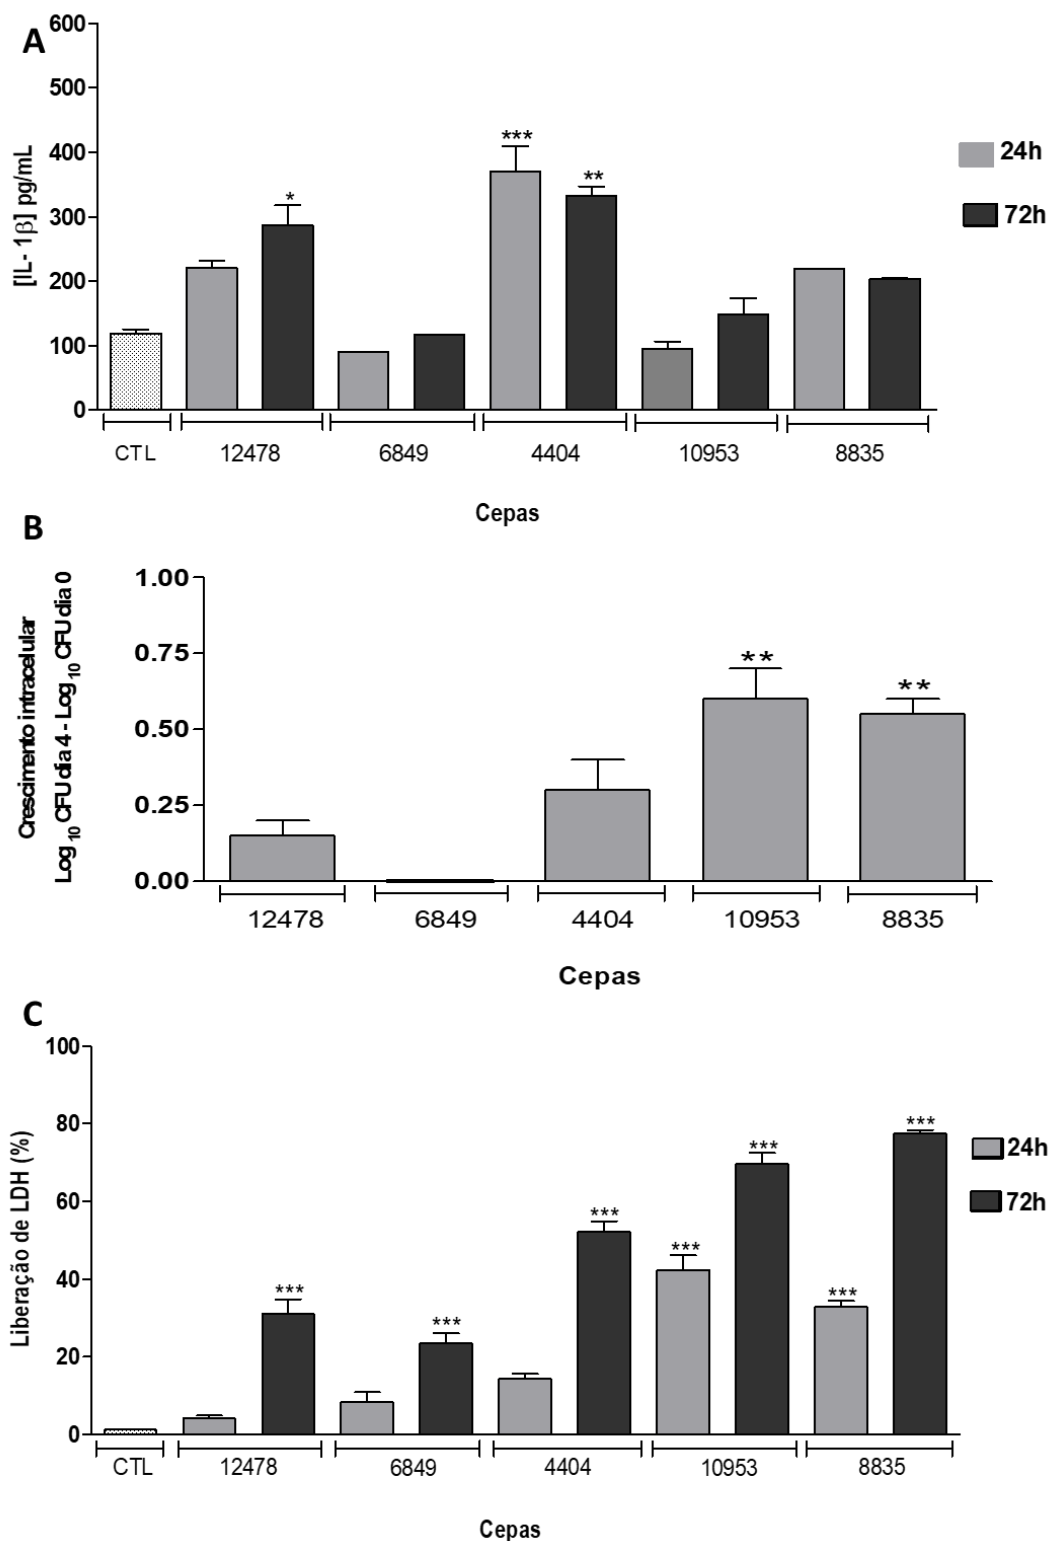 A
600
500
400
300
200
100
0
[IL- 1β] pg/mL
*
***
**
24h
72h
CTL 12478 6849 4404 10953 8835
Cepas
B
1.00
0.75
0.50
0.25
0.00
Crescimento intracelular
Log10 CFU dia 4 - Log10 CFU dia 0
**
**
12478 6849 4404 10953 8835
Cepas
C
100
80
60
40
20
0
Liberação de LDH (%)
***
***
***
***
***
***
***
24h
72h
CTL 12478 6849 4404 10953 8835
Cepas